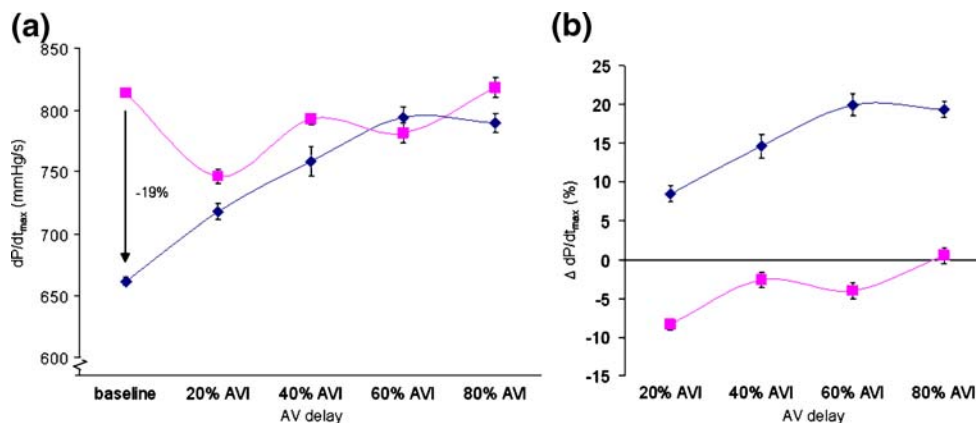 (a)
850
800
750
700
650
600
dP/dtmax (mmHg/s)
-19%
baseline 20% AVI 40% AVI 60% AVI 80% AVI
AV delay
(b)
25
20
15
10
5
0
-5
-10
-15
Δ dP/dtmax (%)
20% AVI 40% AVI 60% AVI 80% AVI
AV delay